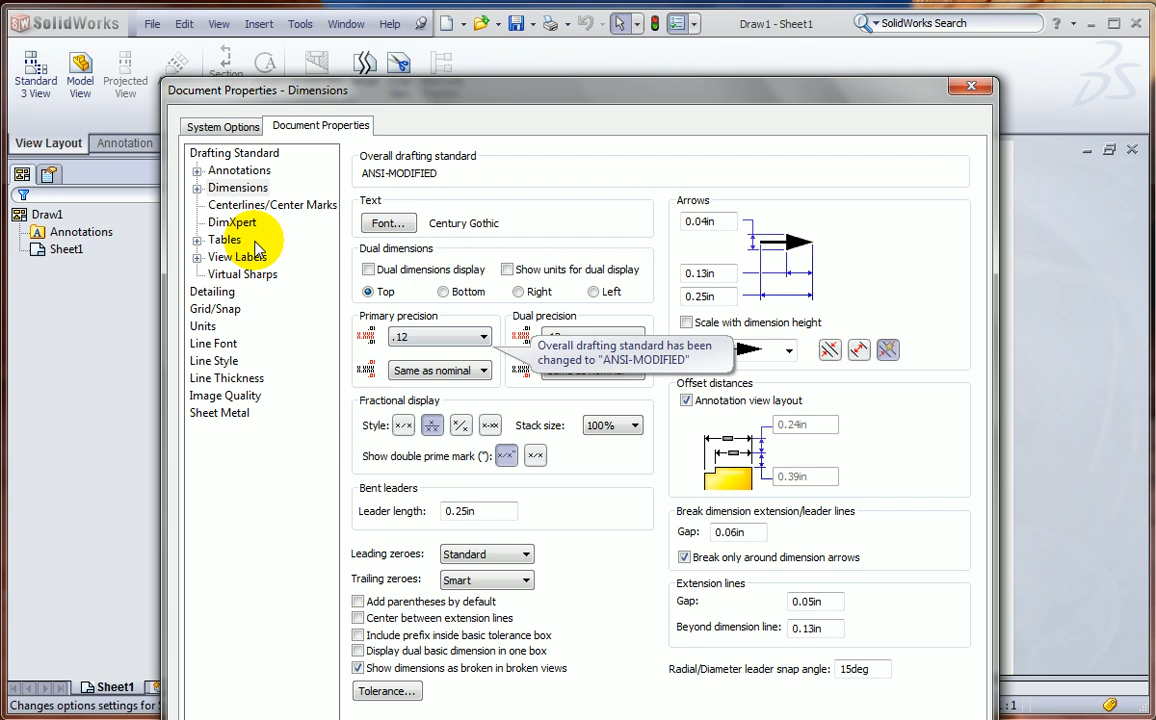 SolidWorks File Edit View Insert Tools Window Help Draw1 - Sheet1 SolidWorks Search ?
Standard 3 View
Model View
Projected View
Section
View Layout Annotation
Document Properties - Dimensions
System Options Document Properties
Draw1
Annotations
Sheet1
Drafting Standard
Annotations
Dimensions
Centerlines/Center Marks
DimXpert
Tables
View Labels
Virtual Sharps
Detailing
Grid/Snap
Units
Line Font
Line Style
Line Thickness
Image Quality
Sheet Metal
Overall drafting standard
ANSI-MODIFIED
Text
Font... Century Gothic
Dual dimensions
Dual dimensions display Show units for dual display
Top Bottom Right Left
Primary precision Dual precision
.12
Same as nominal
Overall drafting standard has been
changed to "ANSI-MODIFIED"
Fractional display
Style: Stack size: 100%
Show double prime mark ("):
Bent leaders
Leader length: 0.25in
Leading zeroes: Standard
Trailing zeroes: Smart
Add parentheses by default
Center between extension lines
Include prefix inside basic tolerance box
Display dual basic dimension in one box
Show dimensions as broken in broken views
Tolerance...
Arrows
0.04in
0.13in
0.25in
Scale with dimension height
Offset distances
Annotation view layout
0.24in
0.39in
Break dimension extension/leader lines
Gap: 0.06in
Break only around dimension arrows
Extension lines
Gap: 0.05in
Beyond dimension line: 0.13in
Radial/Diameter leader snap angle: 15deg
Sheet1
Changes options settings for : 1